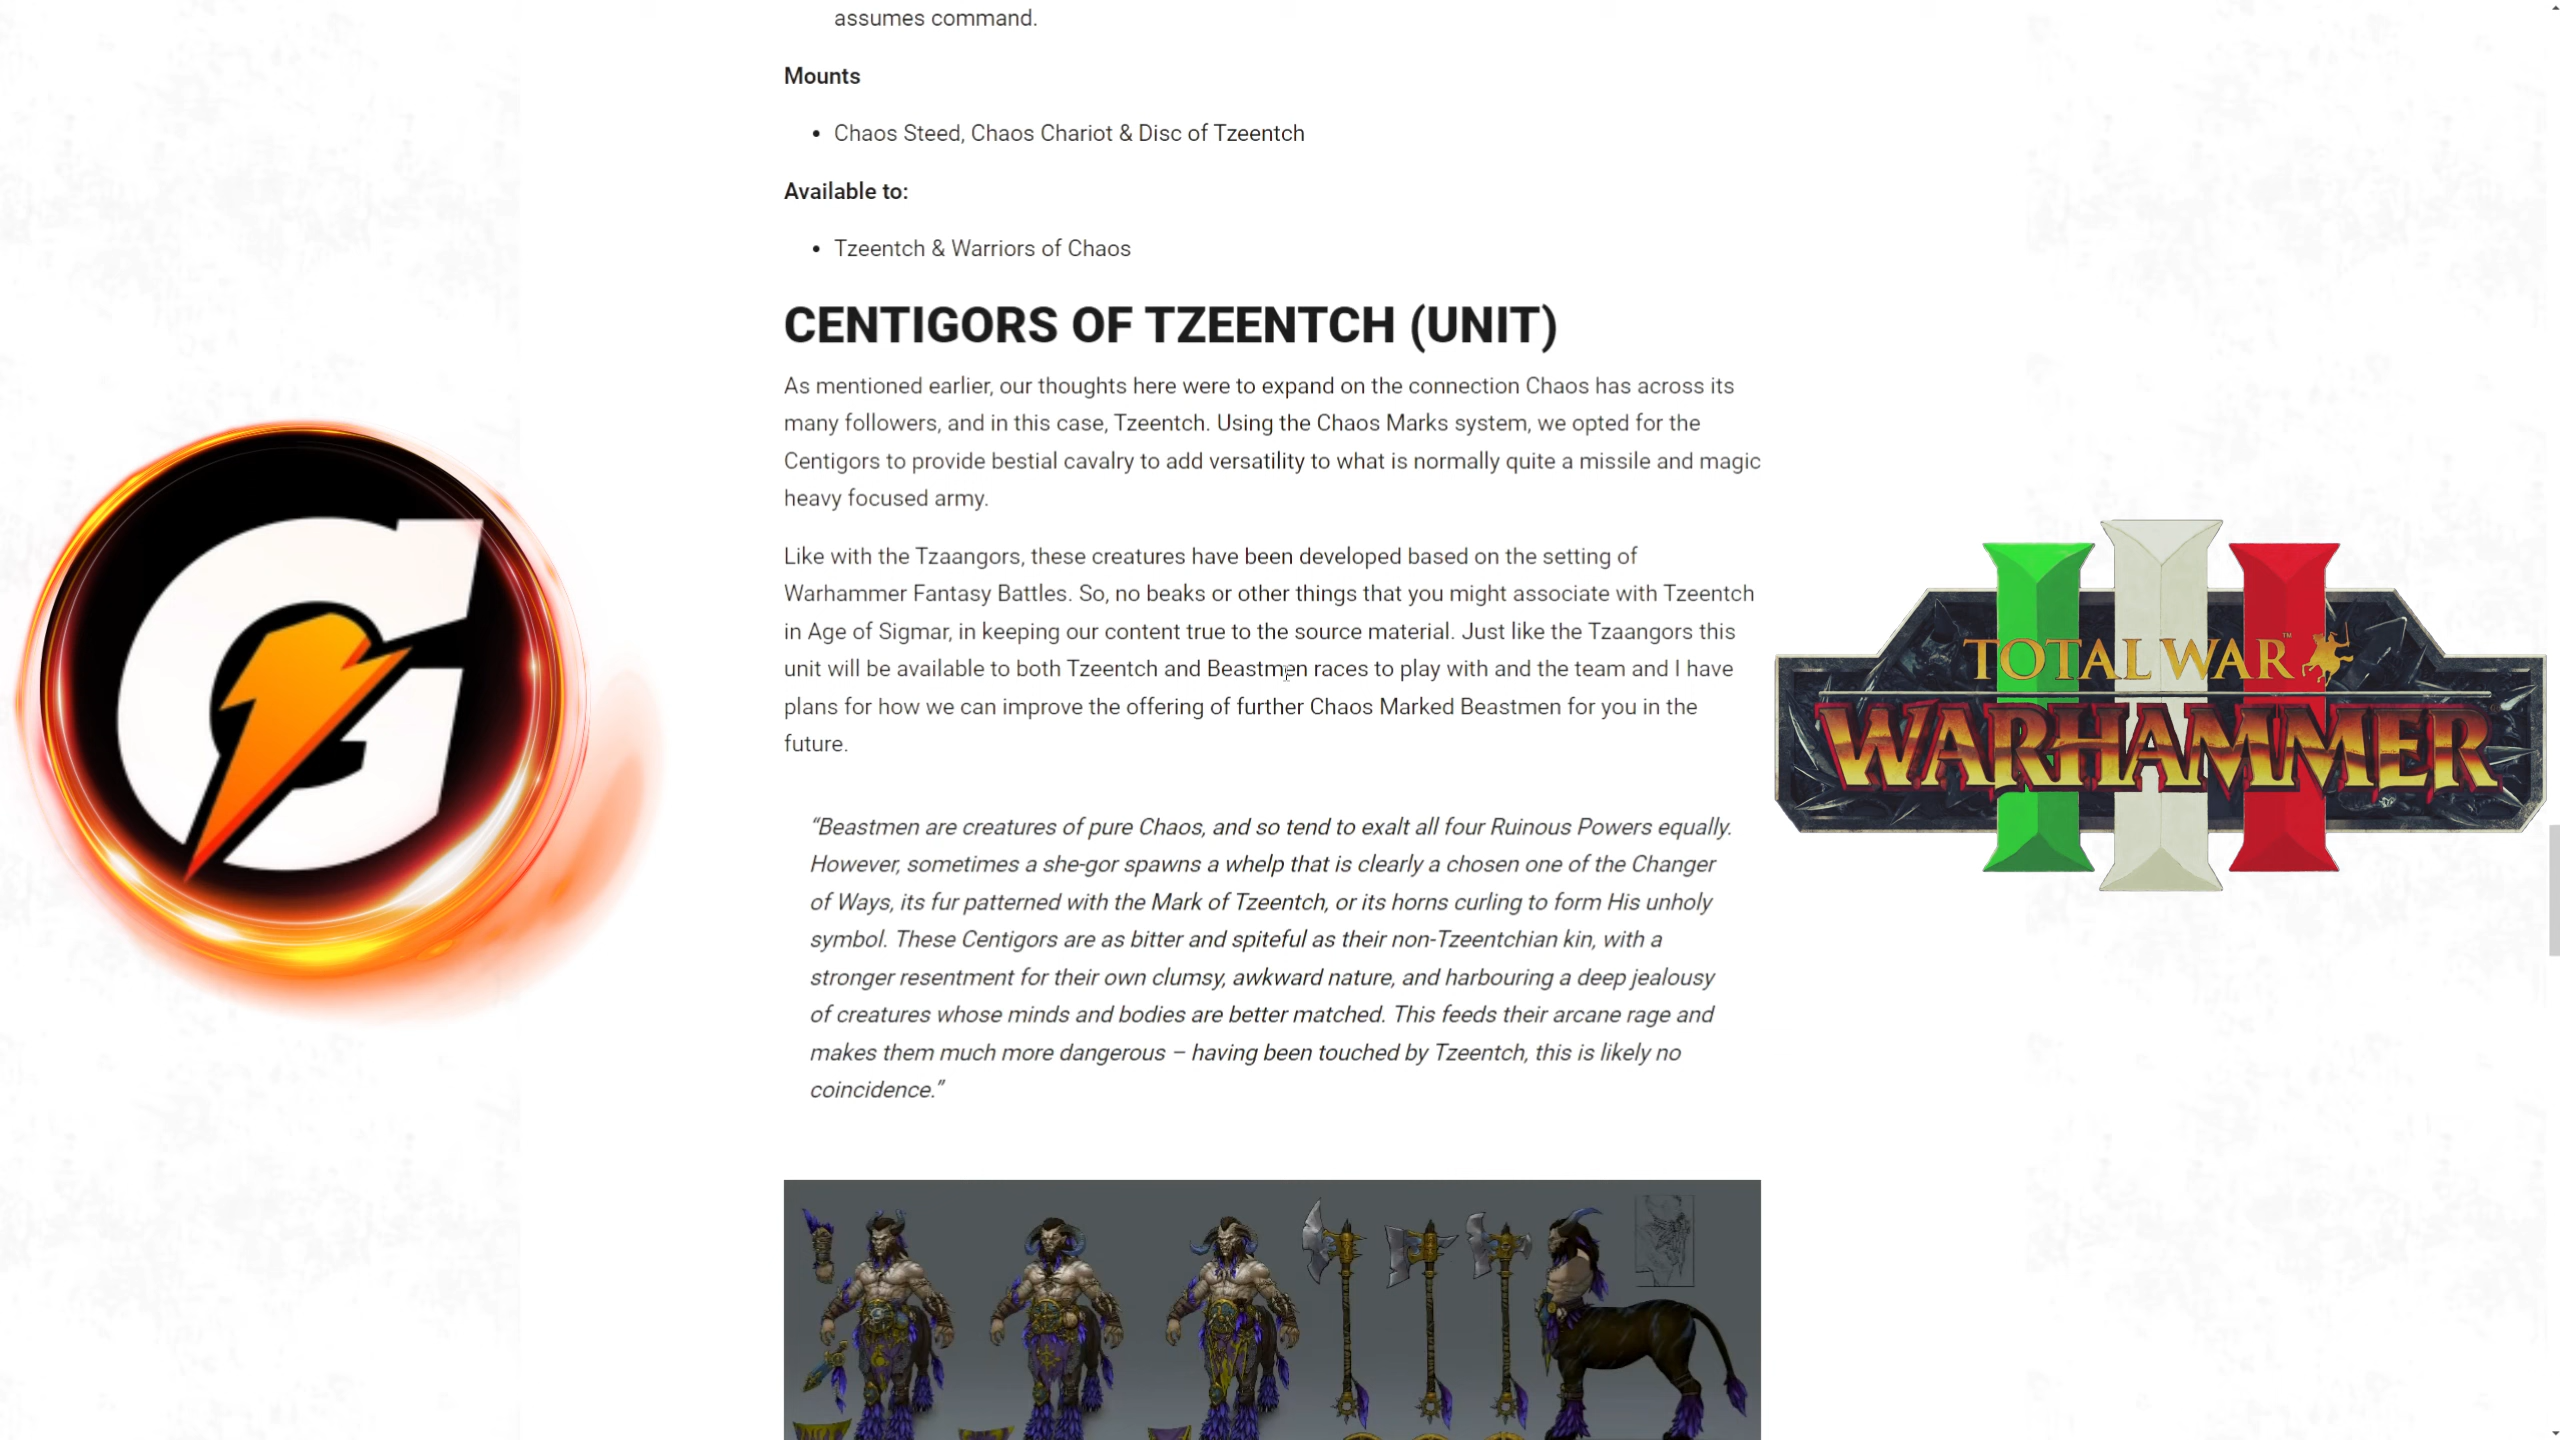 assumes command.
Mounts
• Chaos Steed, Chaos Chariot & Disc of Tzeentch
Available to:
• Tzeentch & Warriors of Chaos
CENTIGORS OF TZEENTCH (UNIT)
As mentioned earlier, our thoughts here were to expand on the connection Chaos has across its
many followers, and in this case, Tzeentch. Using the Chaos Marks system, we opted for the
Centigors to provide bestial cavalry to add versatility to what is normally quite a missile and magic
heavy focused army.
Like with the Tzaangors, these creatures have been developed based on the setting of
Warhammer Fantasy Battles. So, no beaks or other things that you might associate with Tzeentch
in Age of Sigmar, in keeping our content true to the source material. Just like the Tzaangors this
unit will be available to both Tzeentch and Beastmen races to play with and the team and I have
plans for how we can improve the offering of further Chaos Marked Beastmen for you in the
future.
“Beastmen are creatures of pure Chaos, and so tend to exalt all four Ruinous Powers equally.
However, sometimes a she-gor spawns a whelp that is clearly a chosen one of the Changer
of Ways, its fur patterned with the Mark of Tzeentch, or its horns curling to form His unholy
symbol. These Centigors are as bitter and spiteful as their non-Tzeentchian kin, with a
stronger resentment for their own clumsy, awkward nature, and harbouring a deep jealousy
of creatures whose minds and bodies are better matched. This feeds their arcane rage and
makes them much more dangerous – having been touched by Tzeentch, this is likely no
coincidence.”
G
TOTAL WAR™
WARHAMMER
III